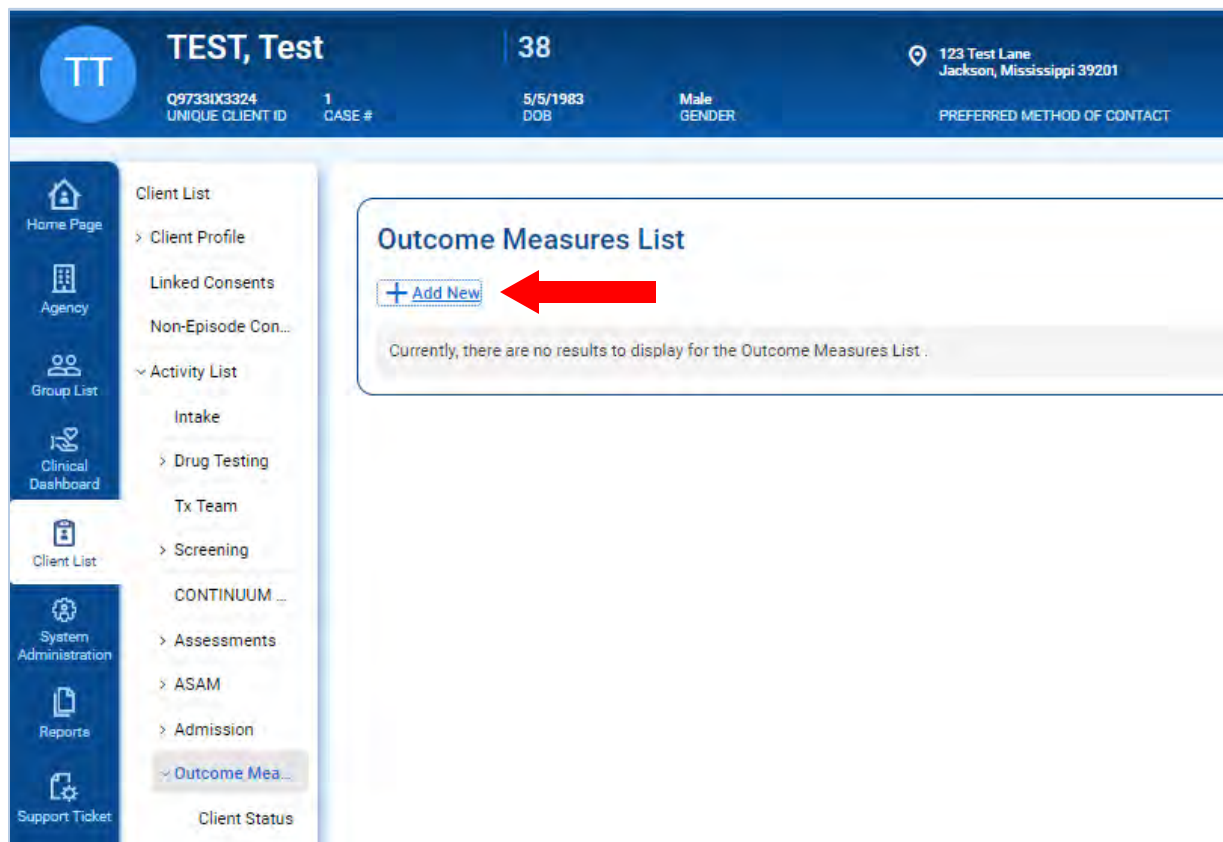 TT
TEST, Test
38
123 Test Lane
Jackson, Mississippi 39201
Q9733IX3324
1
5/5/1983
Male
UNIQUE CLIENT ID
CASE #
DOB
GENDER
PREFERRED METHOD OF CONTACT
Home Page
Agency
Group List
Clinical
Dashboard
Client List
System
Administration
Reports
Support Ticket
Client List
Client Profile
Linked Consents
Non-Episode Con...
Activity List
Intake
Drug Testing
Tx Team
Screening
CONTINUUM ...
Assessments
ASAM
Admission
Outcome Mea...
Client Status
Outcome Measures List
Add New
Currently, there are no results to display for the Outcome Measures List .